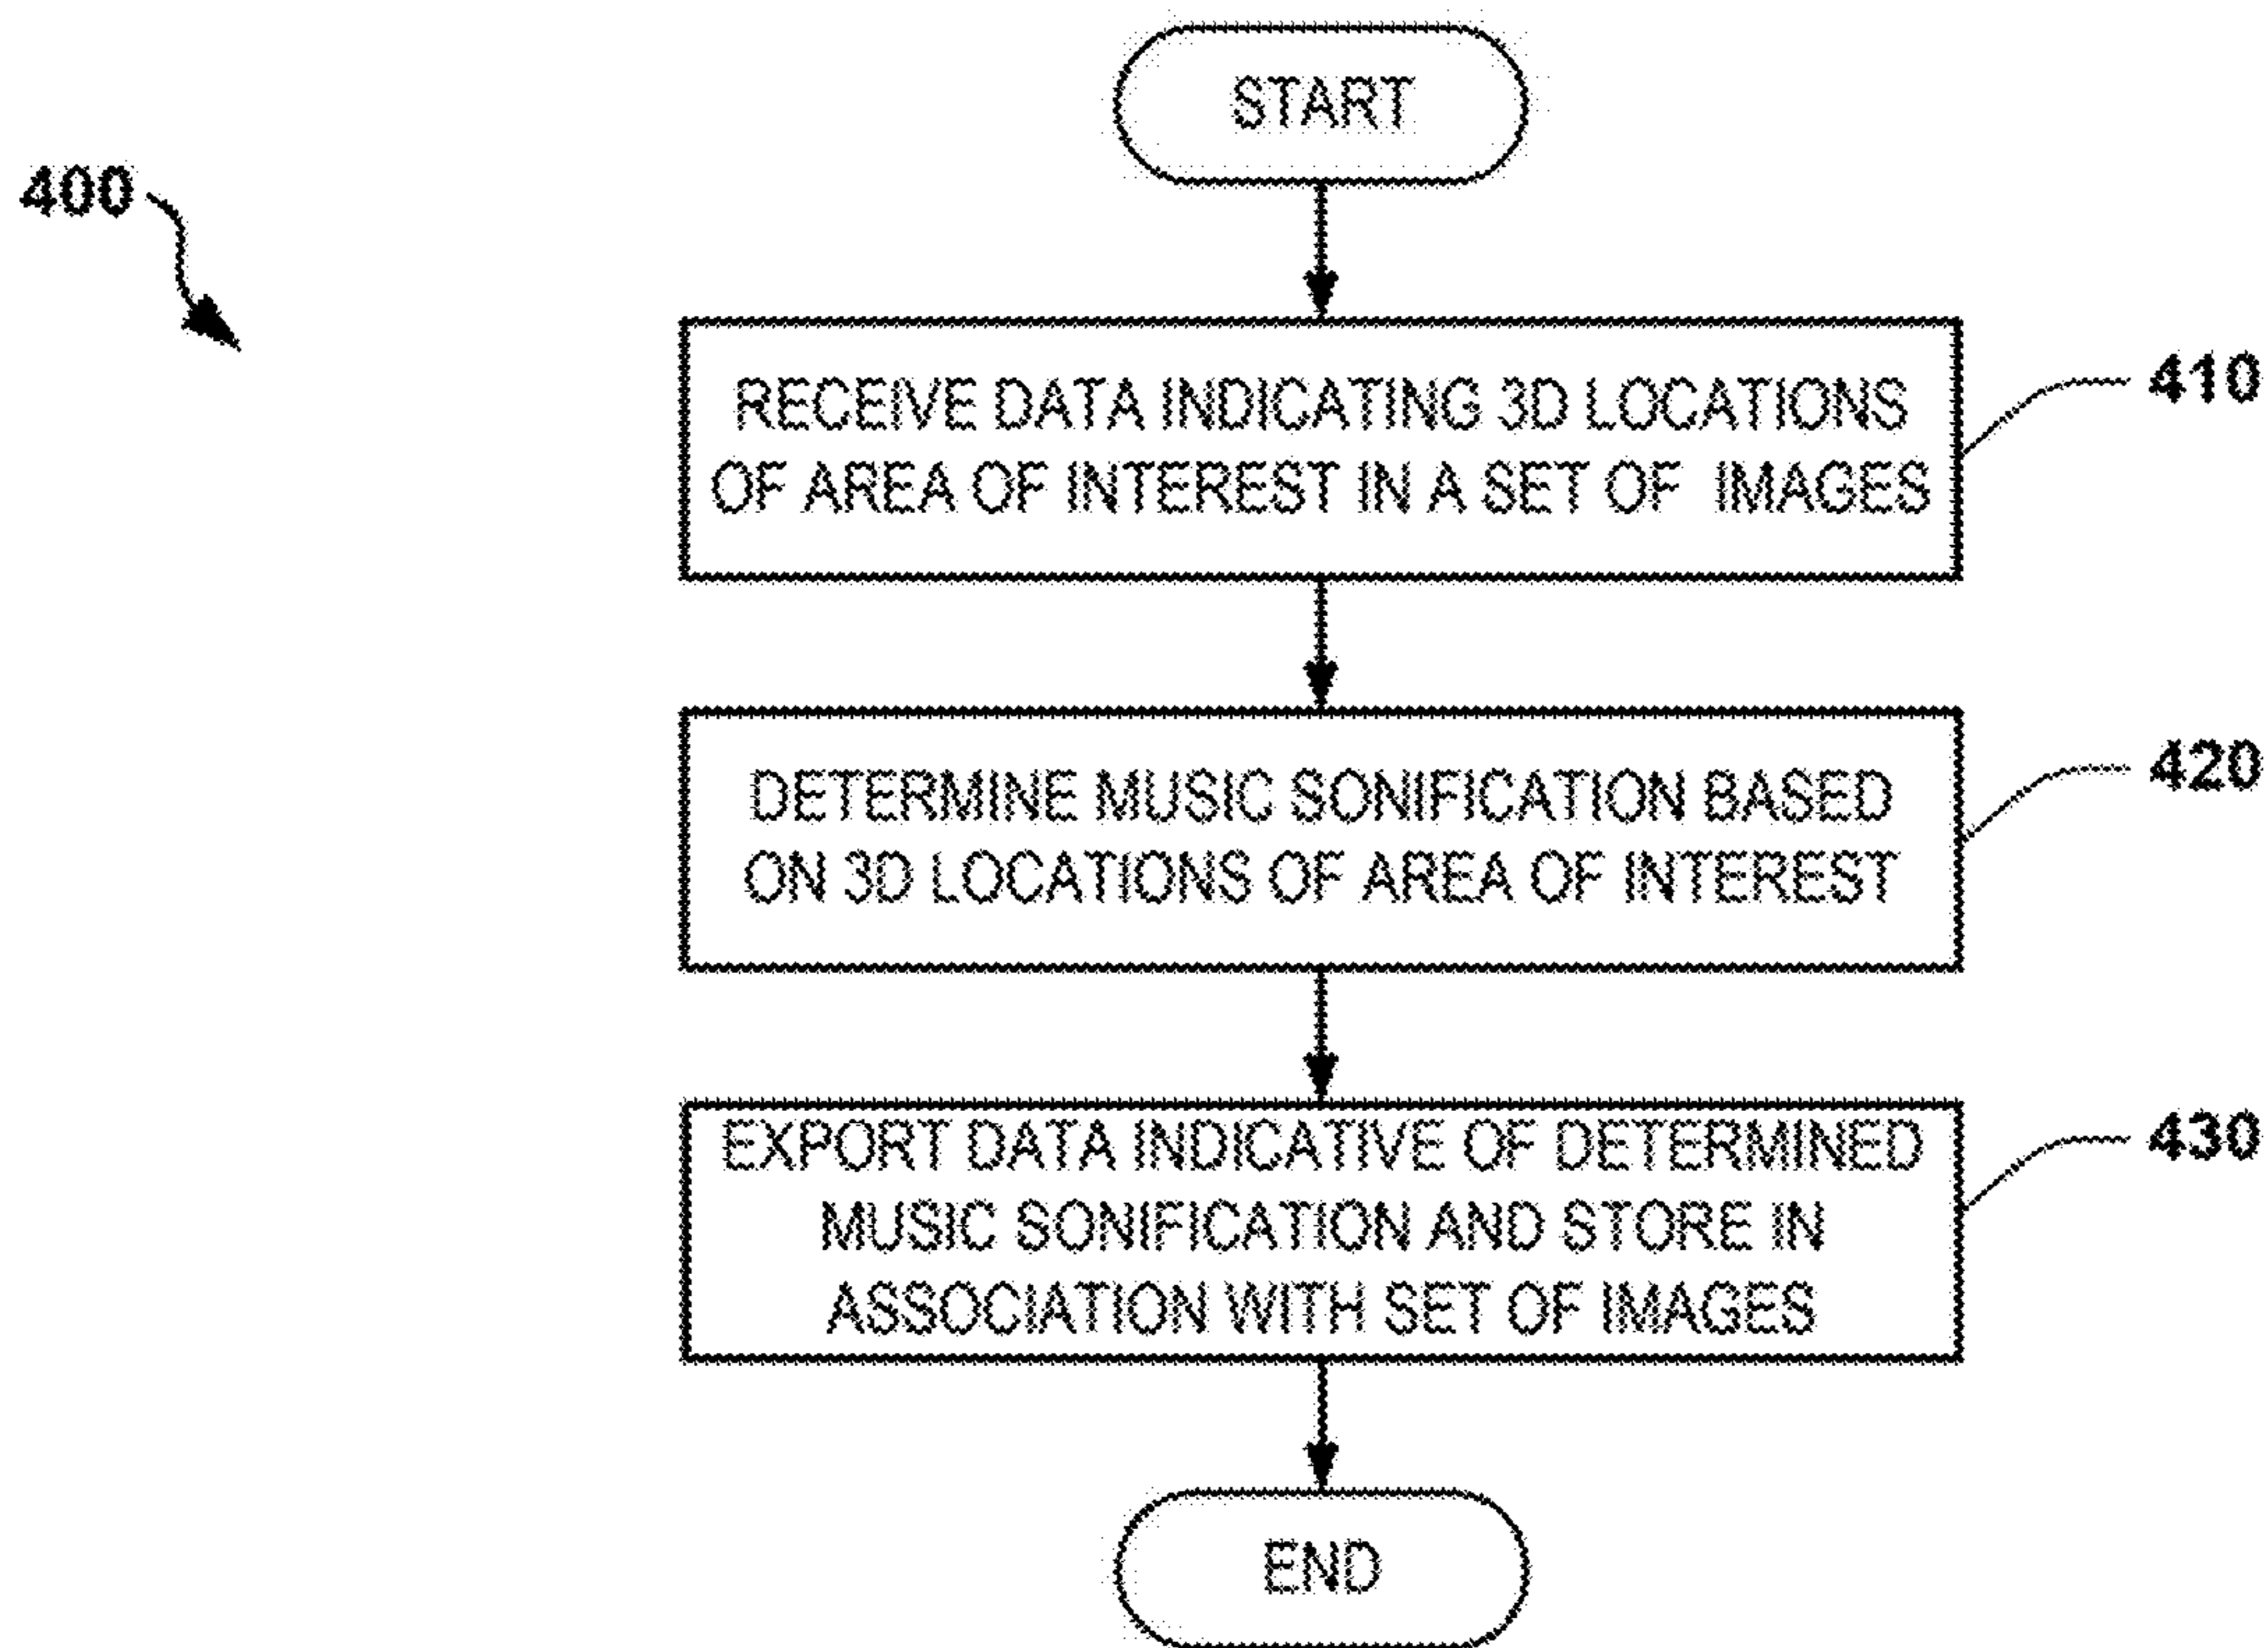 START
400
RECEIVE DATA INDICATING 3D LOCATIONS
OF AREA OF INTEREST IN A SET OF IMAGES
410
DETERMINE MUSIC SONIFICATION BASED
ON 3D LOCATIONS OF AREA OF INTEREST
420
EXPORT DATA INDICATIVE OF DETERMINED
MUSIC SONIFICATION AND STORE IN
ASSOCIATION WITH SET OF IMAGES
430
END